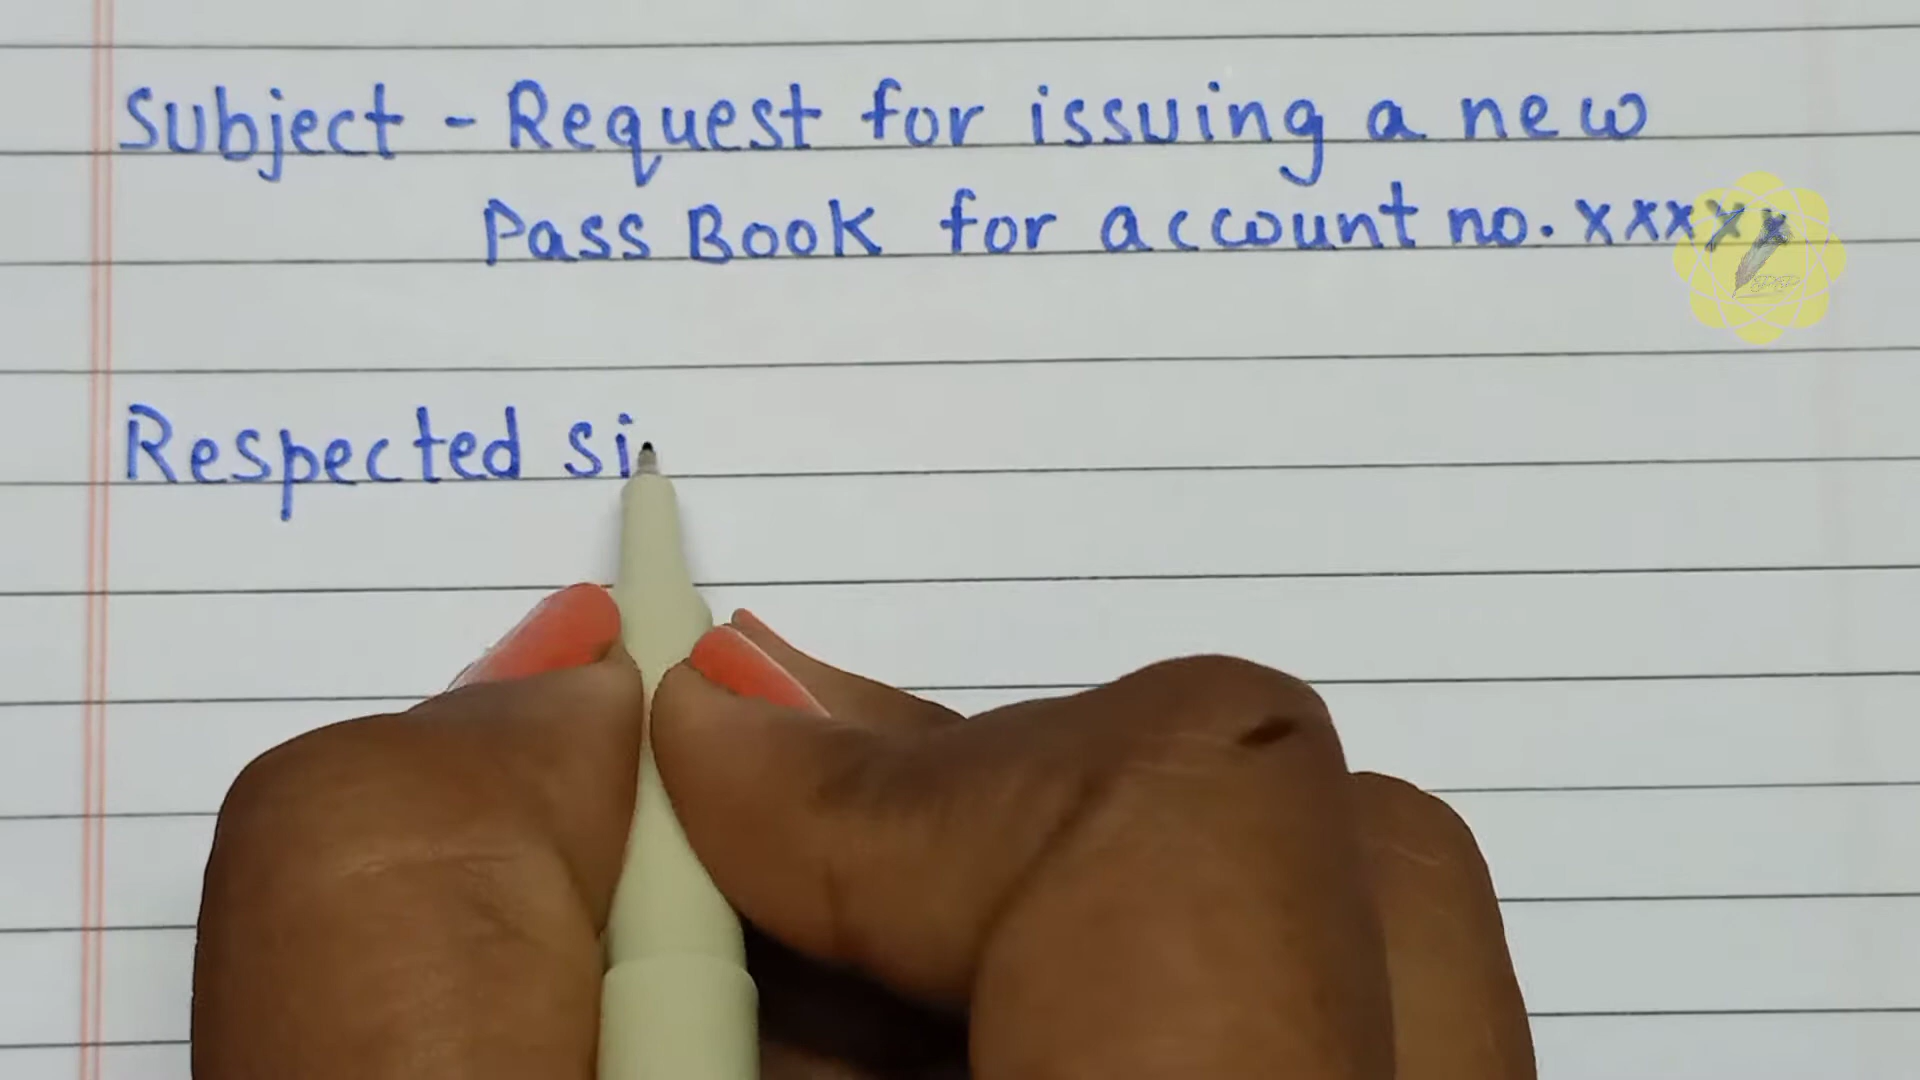 Subject - Request for issuing a new
Pass Book for account no. xxxxx
Respected si